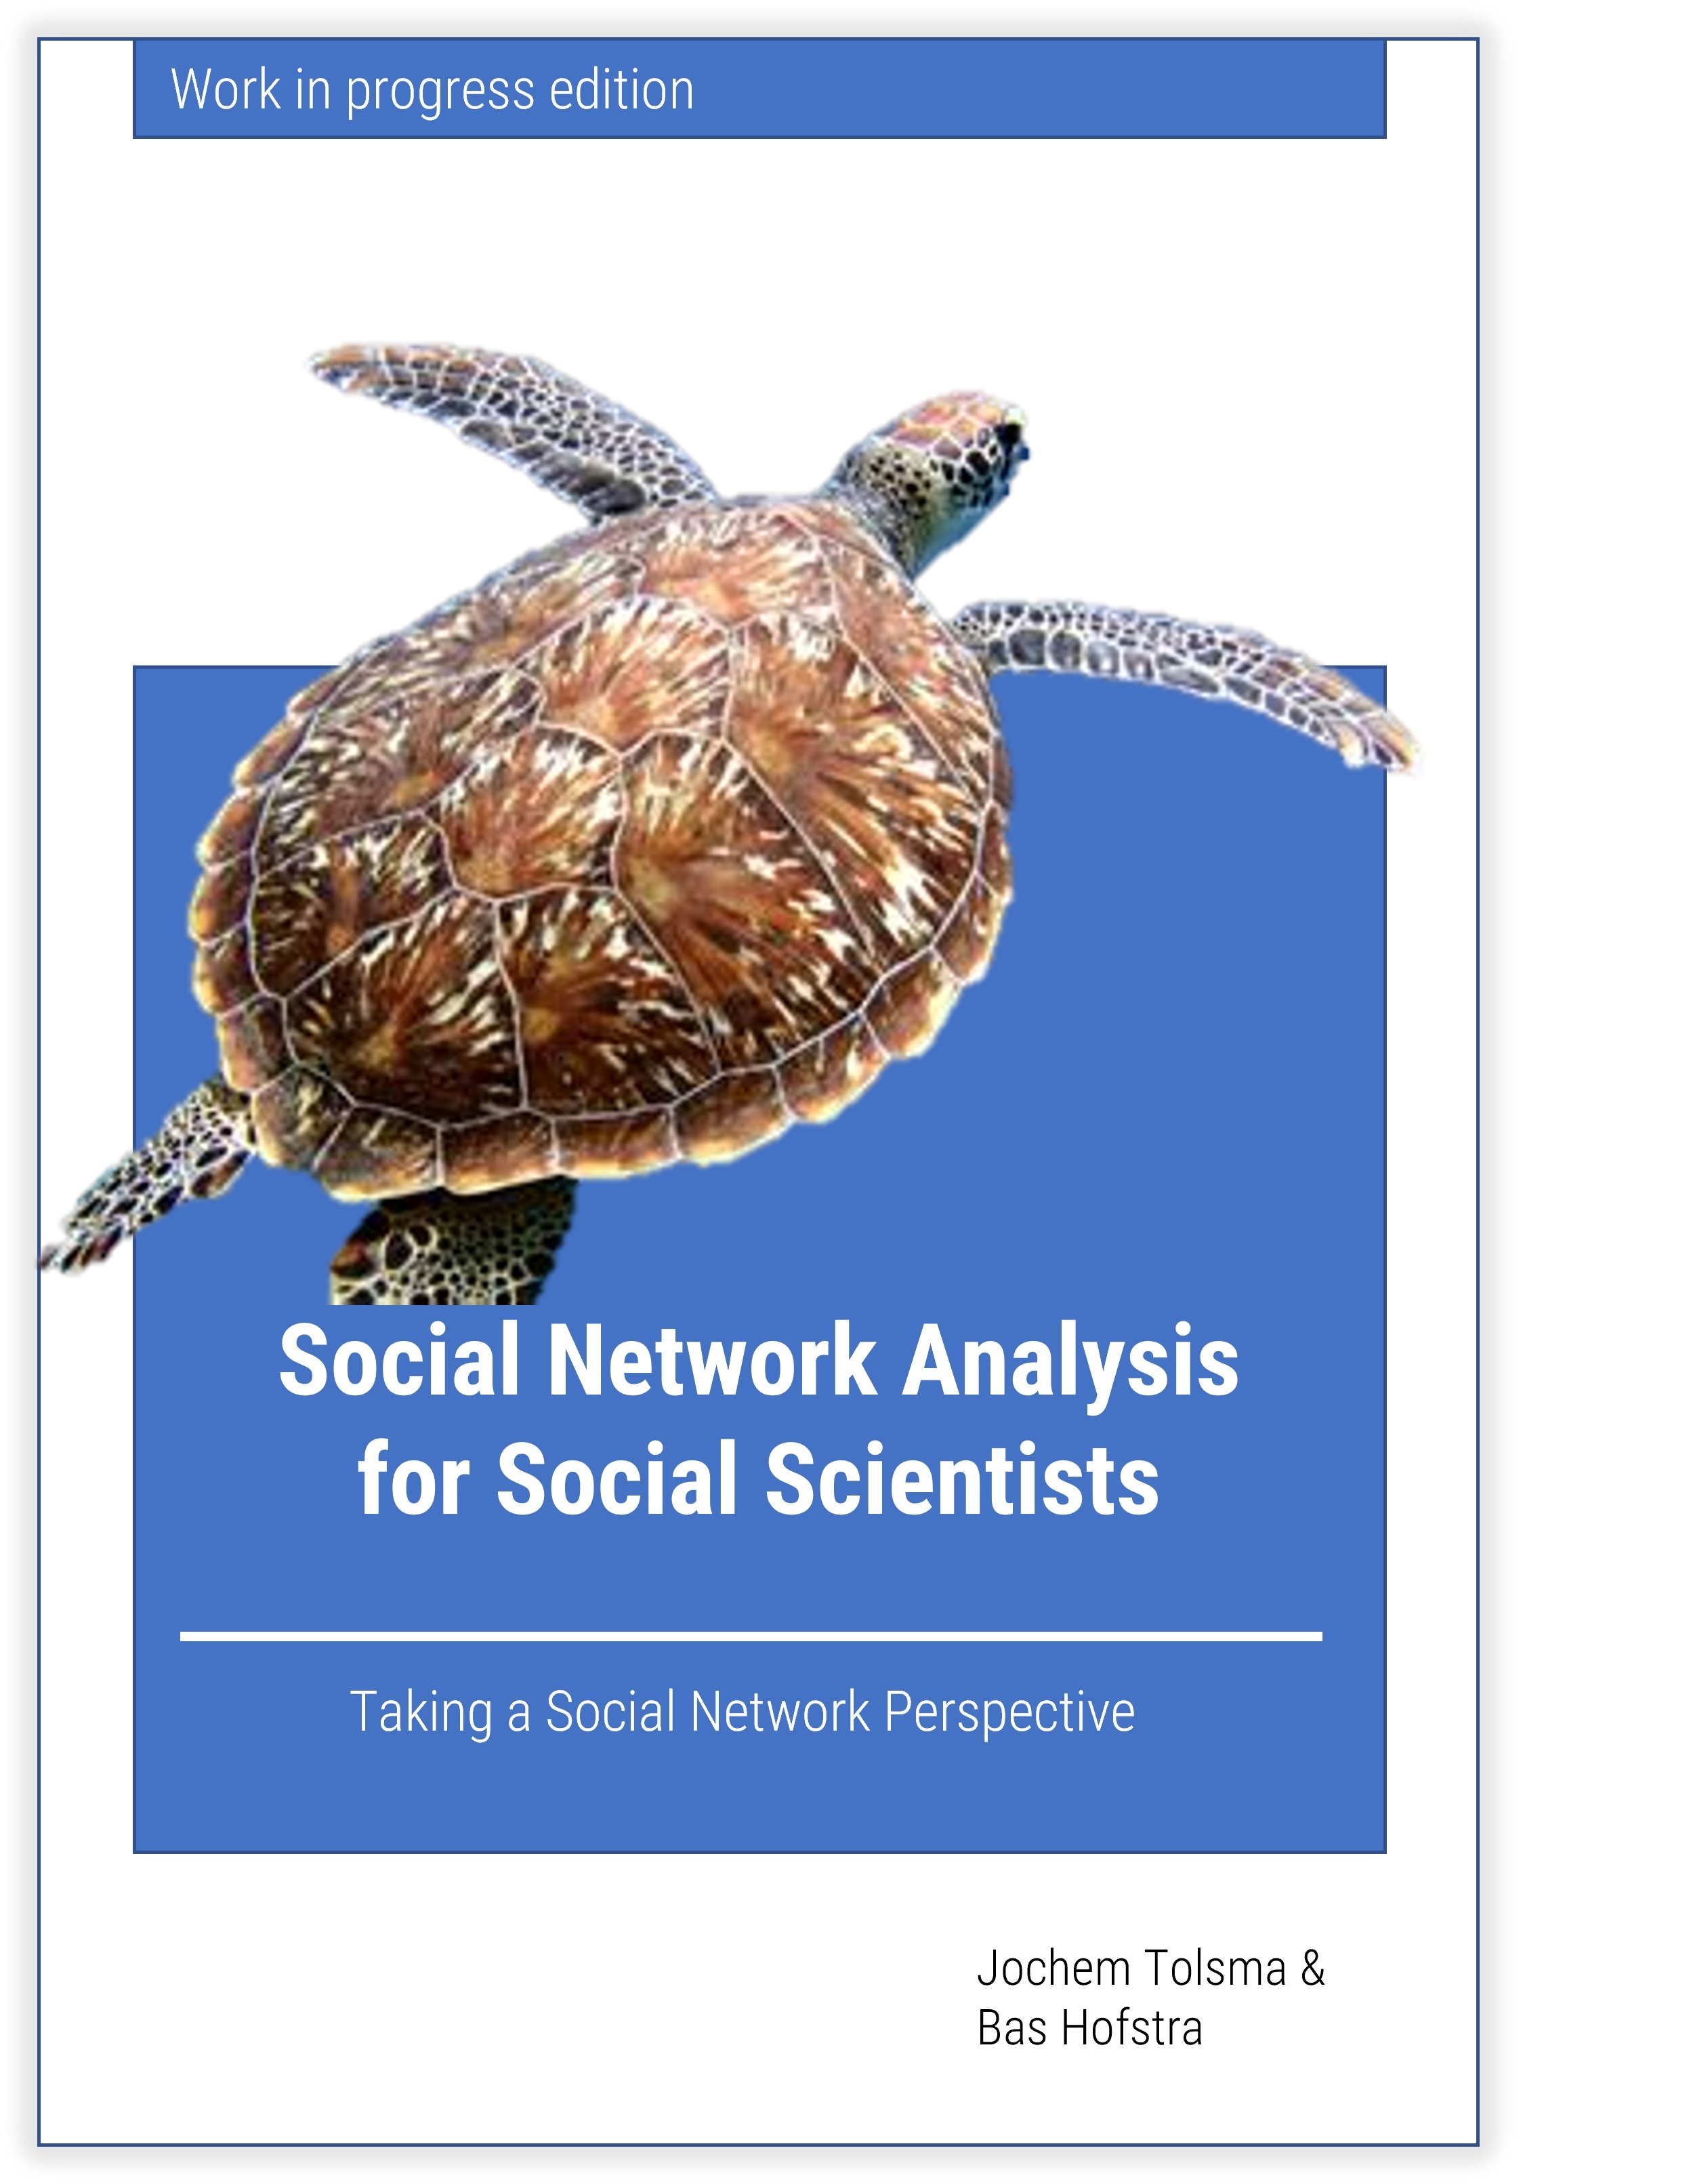 Work in progress edition
Social Network Analysis
for Social Scientists
Taking a Social Network Perspective
Jochem Tolsma &
Bas Hofstra